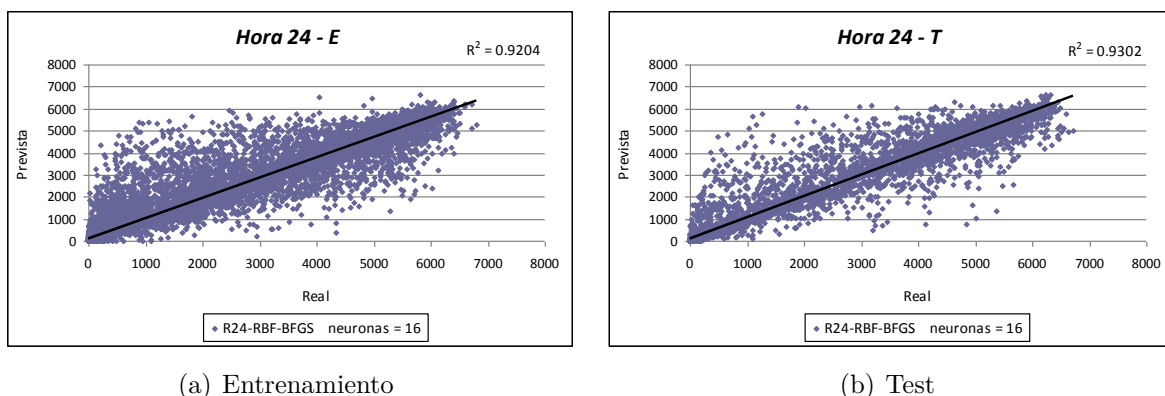 Hora 24 - E
R² = 0.9204
8000
7000
6000
5000
4000
3000
2000
1000
0
Prevista
0 1000 2000 3000 4000 5000 6000 7000 8000
Real
R24-RBF-BFGS neuronas = 16
(a) Entrenamiento
Hora 24 - T
R² = 0.9302
8000
7000
6000
5000
4000
3000
2000
1000
0
Prevista
0 1000 2000 3000 4000 5000 6000 7000 8000
Real
R24-RBF-BFGS neuronas = 16
(b) Test